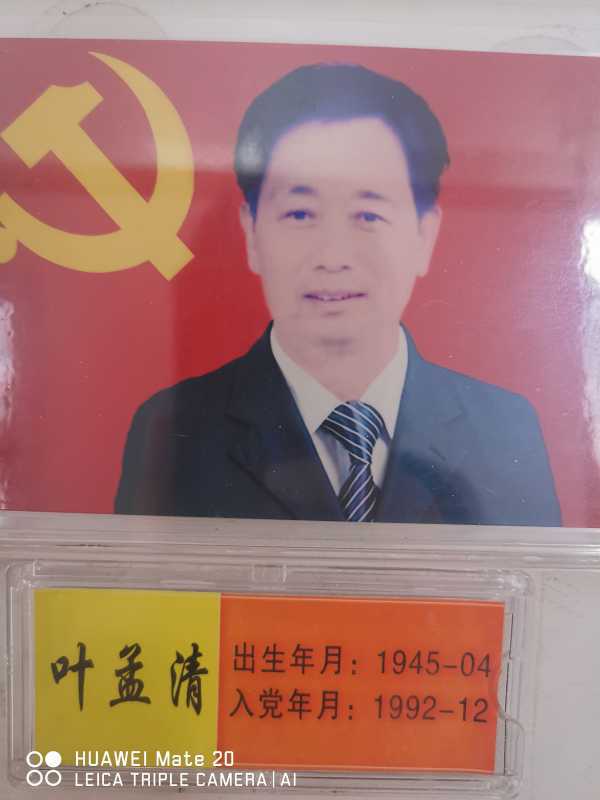 叶孟清
出生年月：1945-04
入党年月：1992-12
HUAWEI Mate 20
LEICA TRIPLE CAMERA | AI